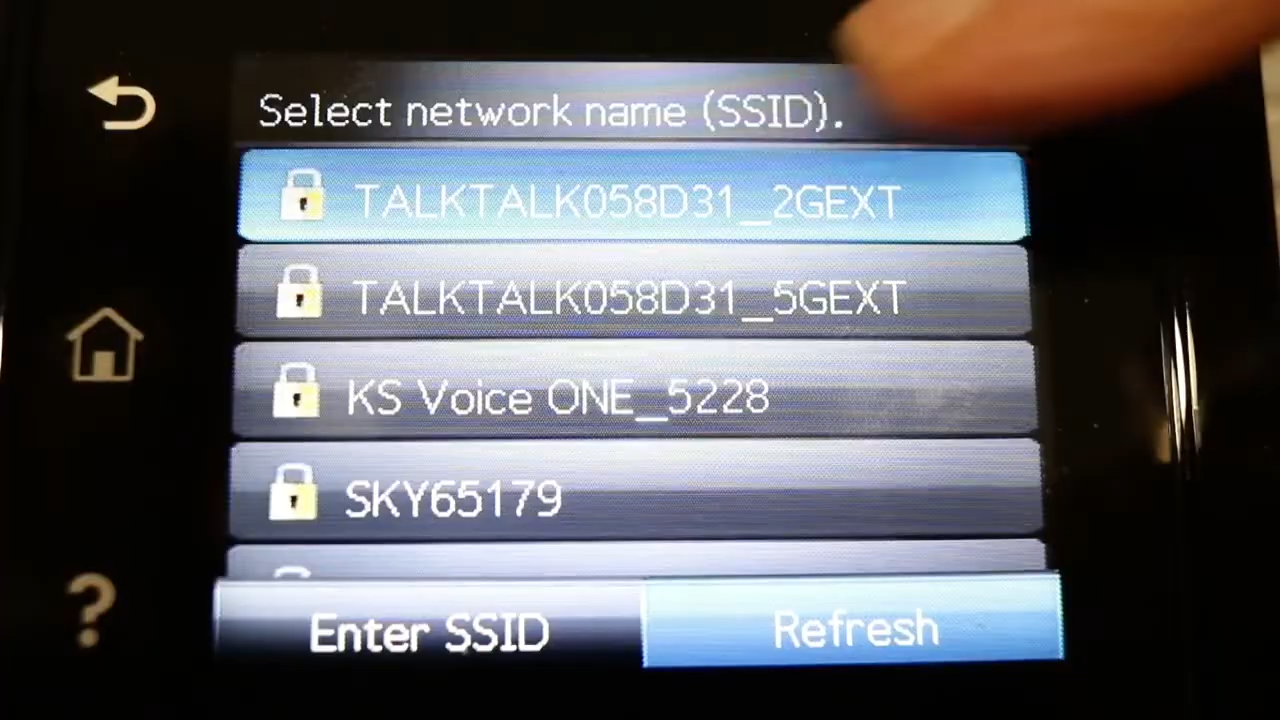 Select network name (SSID).
TALKTALK058D31_2GEXT
TALKTALK058D31_5GEXT
KS Voice ONE_5228
SKY65179
Enter SSID
Refresh
?